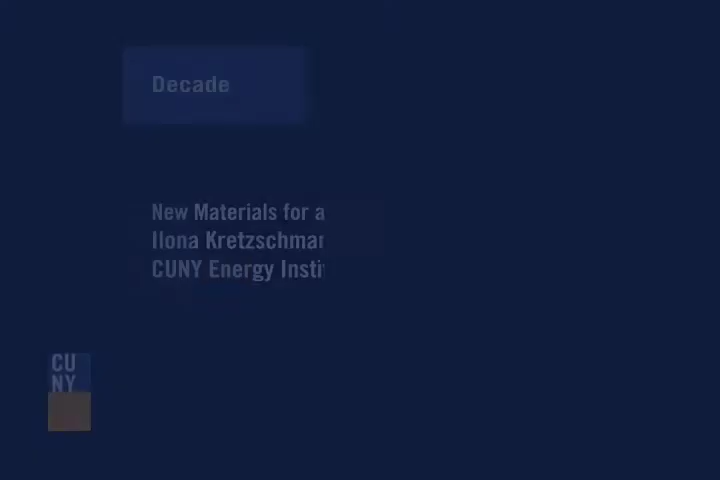 Decade
New Materials for a
Ilona Kretzschmar
CUNY Energy Insti
CU
NY